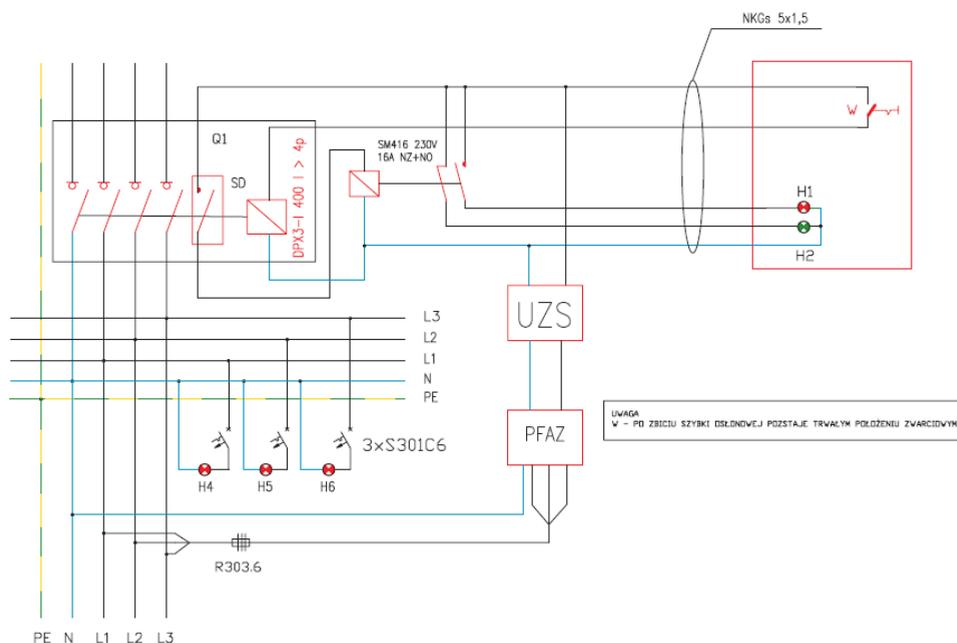 NKGs 5x1,5
Q1
SD
DPX3-I 400 I > 4p
SM416 230V
16A NZ+NO
W
H1
H2
UZS
L3
L2
L1
N
PE
UWAGA
W - PO ZBICIU SZYBKI OSŁONOWEJ POZSTAJE TRWAŁYM POŁOŻENIU ZWARCIOWYM
PFAZ
3xS301C6
H4
H5
H6
R303.6
PE
N
L1
L2
L3